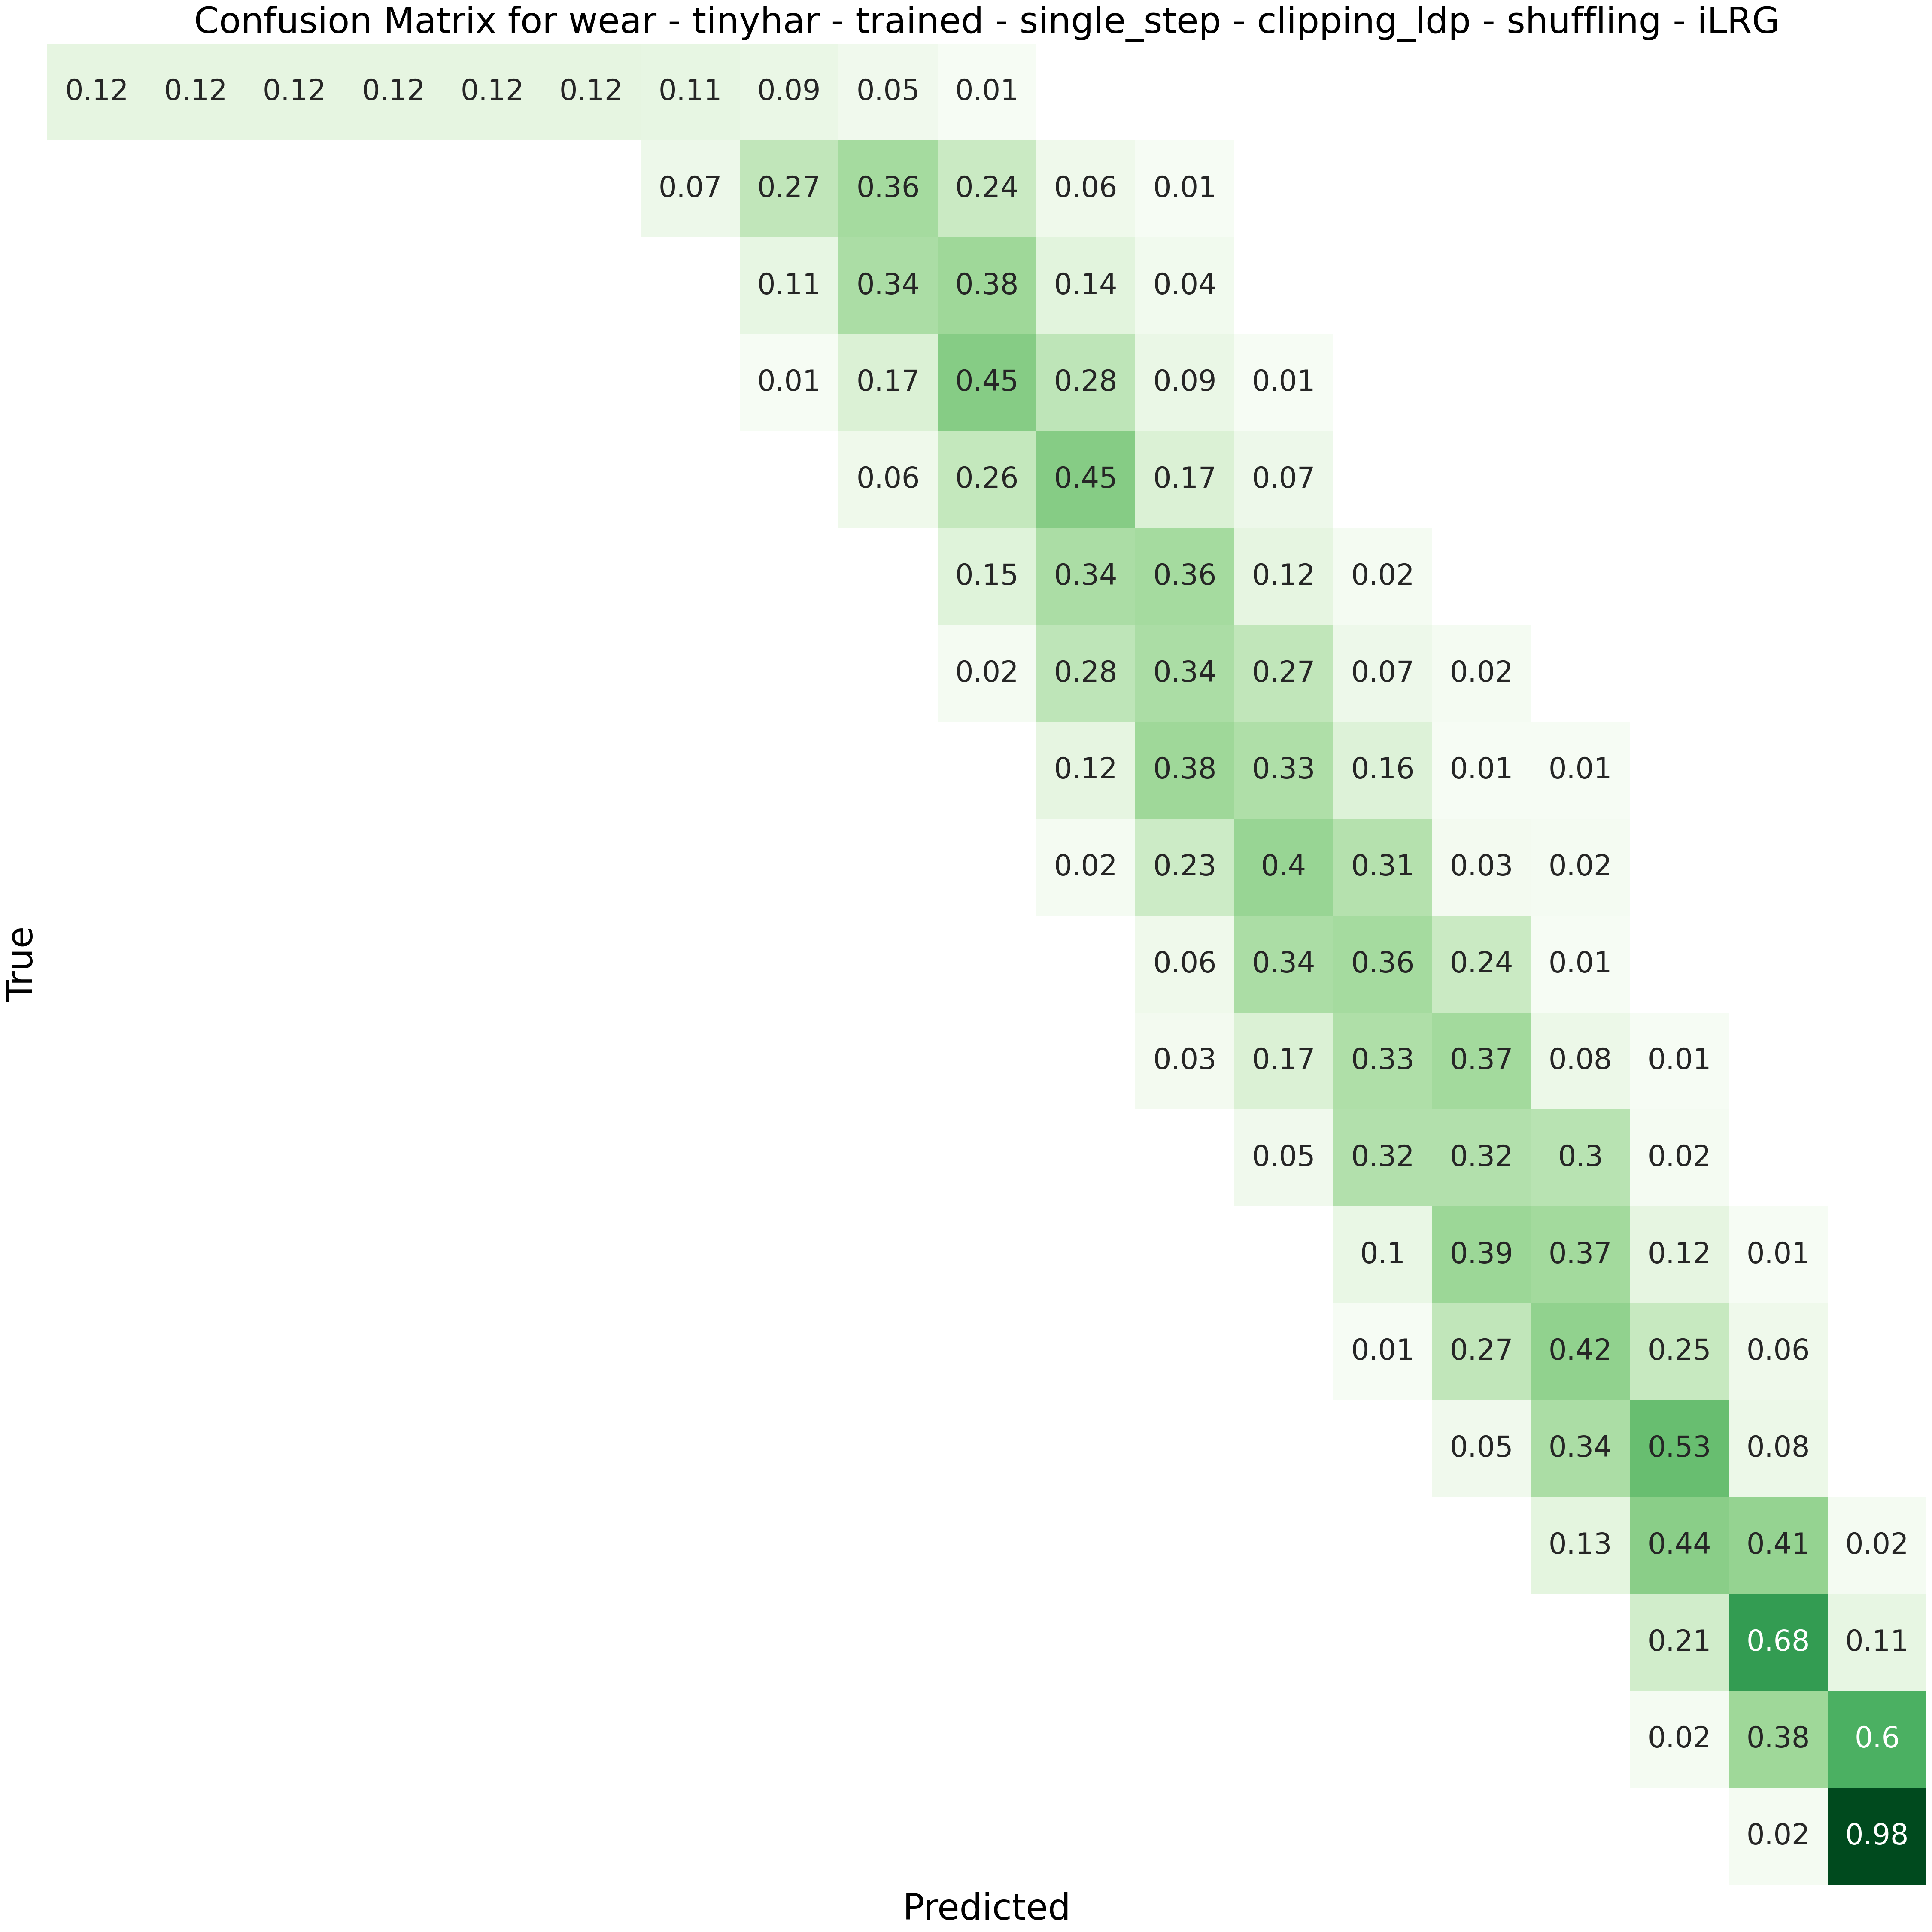 Confusion Matrix for wear - tinyhar - trained - single_step - clipping_ldp - shuffling - iLRG
0.12 0.12 0.12 0.12 0.12 0.12 0.11 0.09 0.05 0.01
0.07 0.27 0.36 0.24 0.06 0.01
0.11 0.34 0.38 0.14 0.04
0.01 0.17 0.45 0.28 0.09 0.01
0.06 0.26 0.45 0.17 0.07
0.15 0.34 0.36 0.12 0.02
0.02 0.28 0.34 0.27 0.07 0.02
0.12 0.38 0.33 0.16 0.01 0.01
0.02 0.23 0.4 0.31 0.03 0.02
0.06 0.34 0.36 0.24 0.01
0.03 0.17 0.33 0.37 0.08 0.01
0.05 0.32 0.32 0.3 0.02
0.1 0.39 0.37 0.12 0.01
0.01 0.27 0.42 0.25 0.06
0.05 0.34 0.53 0.08
0.13 0.44 0.41 0.02
0.21 0.68 0.11
0.02 0.38 0.6
0.02 0.98
True
Predicted